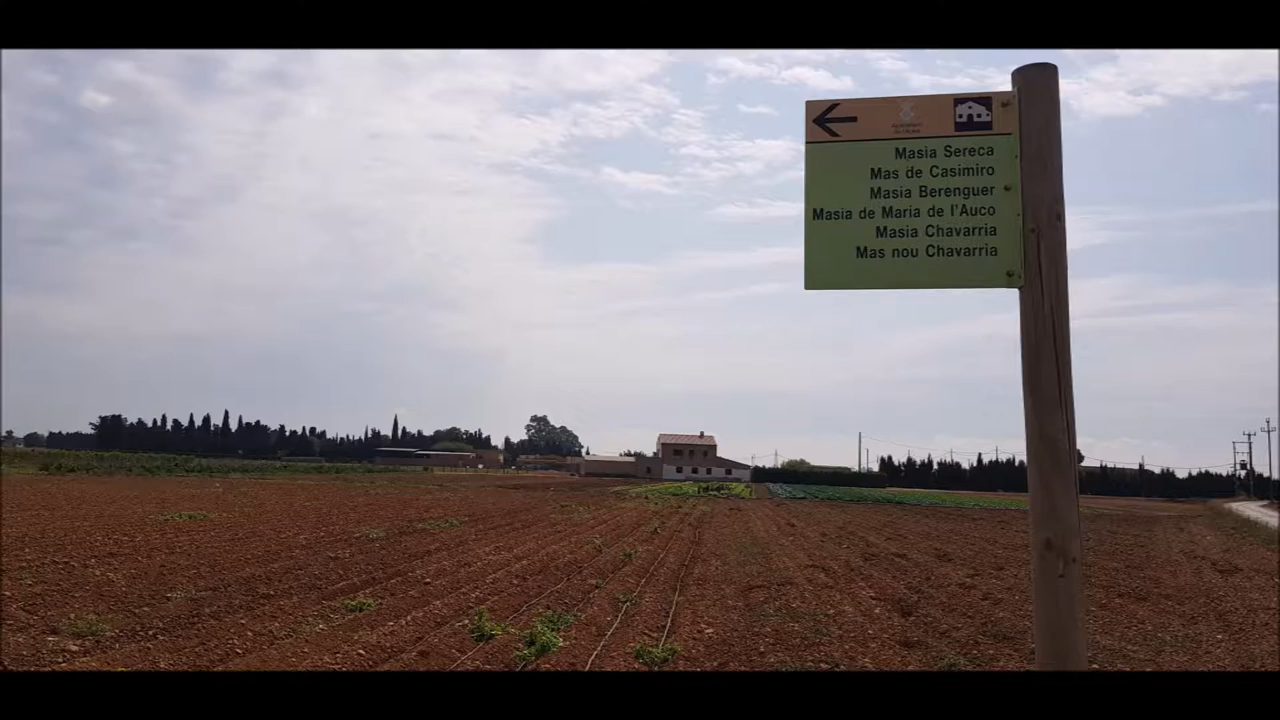 Masia Sereca
Mas de Casimiro
Masia Berenguer
Masia de Maria de l'Auco
Masia Chavarria
Mas nou Chavarria